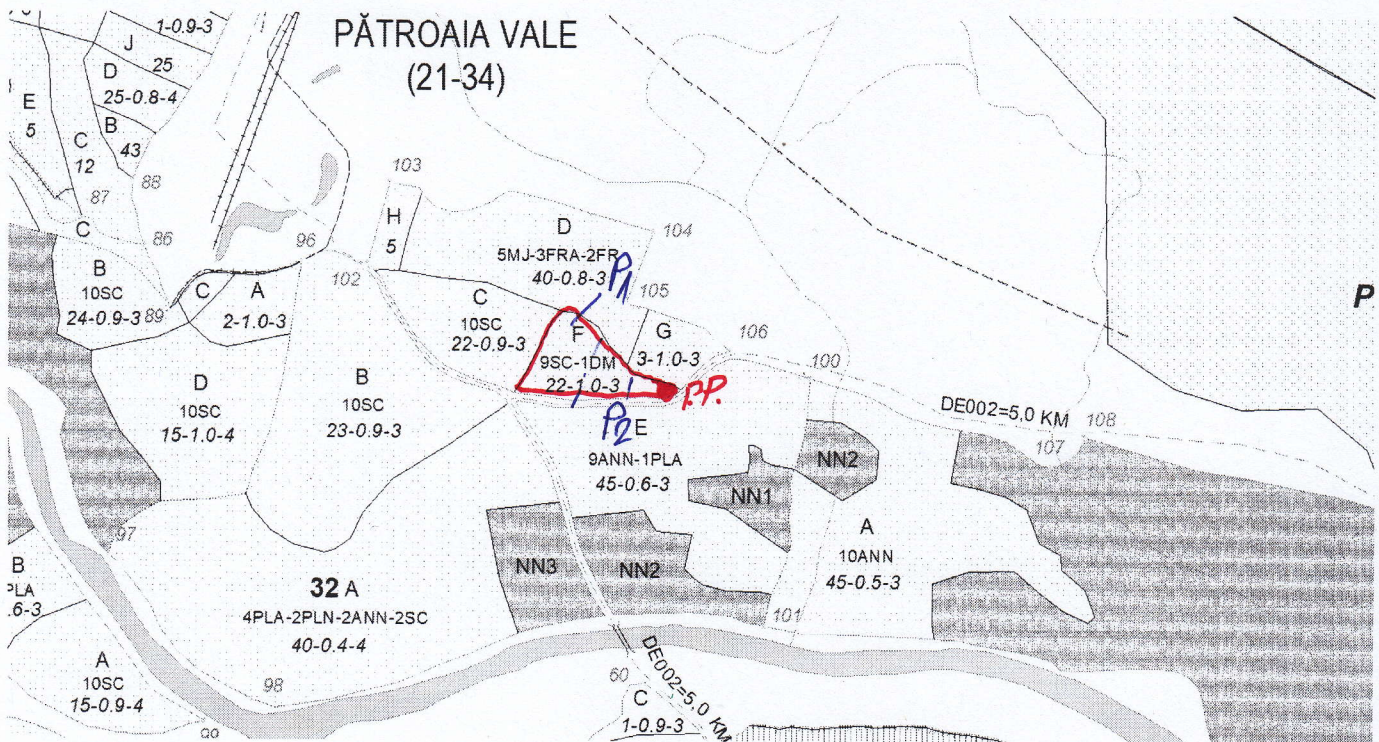 1-0.9-3
PĂTROAIA VALE
(21-34)
J
25
D
25-0.8-4
E
5
B
43
C
12
87
88
103
C
86
96
H
5
D
5MJ-3FRA-2FR
40-0.8-3
104
P1
105
B
10SC
24-0.9-3
89
C
A
2-1.0-3
102
C
10SC
22-0.9-3
F
9SC-1DM
22-1.0-3
G
3-1.0-3
106
100
P
P.P.
D
10SC
15-1.0-4
B
10SC
23-0.9-3
P2
E
9ANN-1PLA
45-0.6-3
DE002=5,0 KM
108
107
NN2
NN1
97
A
10ANN
45-0.5-3
B
PLA
.6-3
NN3
NN2
32 A
4PLA-2PLN-2ANN-2SC
40-0.4-4
101
A
10SC
15-0.9-4
98
99
60
DE002=5,0 KM
C
1-0.9-3